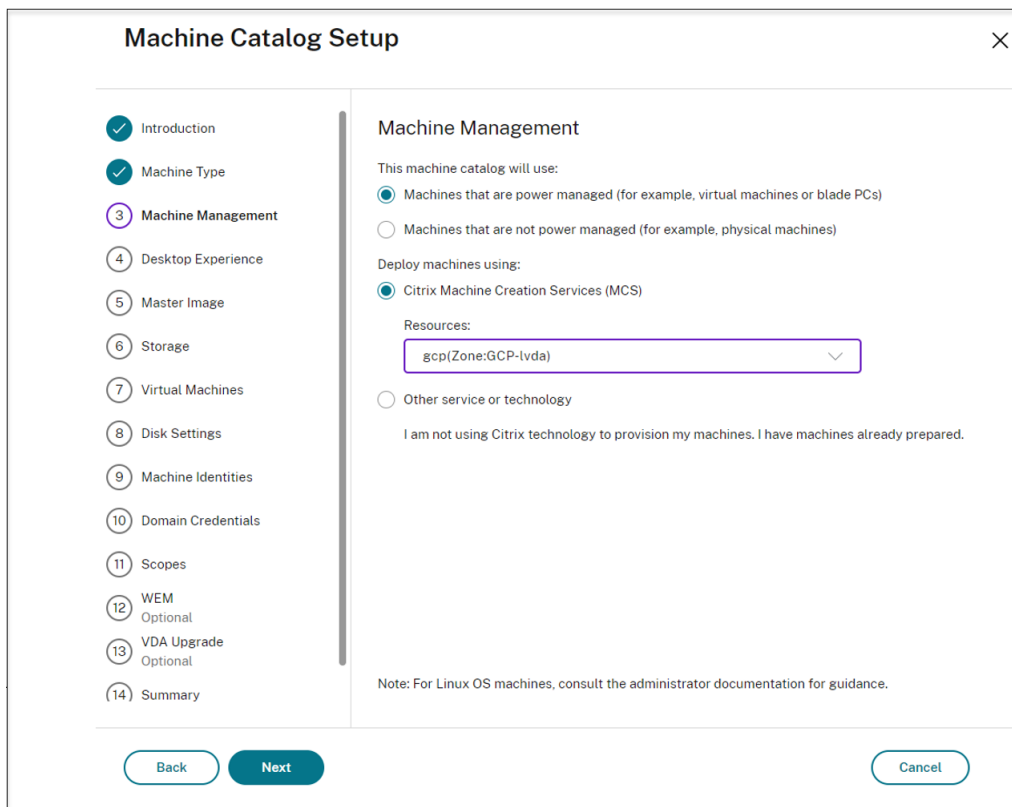 Machine Catalog Setup
Introduction
Machine Type
3 Machine Management
4 Desktop Experience
5 Master Image
6 Storage
7 Virtual Machines
8 Disk Settings
9 Machine Identities
10 Domain Credentials
11 Scopes
12 WEM
Optional
13 VDA Upgrade
Optional
14 Summary
Machine Management
This machine catalog will use:
Machines that are power managed (for example, virtual machines or blade PCs)
Machines that are not power managed (for example, physical machines)
Deploy machines using:
Citrix Machine Creation Services (MCS)
Resources:
gcp(Zone:GCP-lvda)
Other service or technology
I am not using Citrix technology to provision my machines. I have machines already prepared.
Note: For Linux OS machines, consult the administrator documentation for guidance.
Back
Next
Cancel